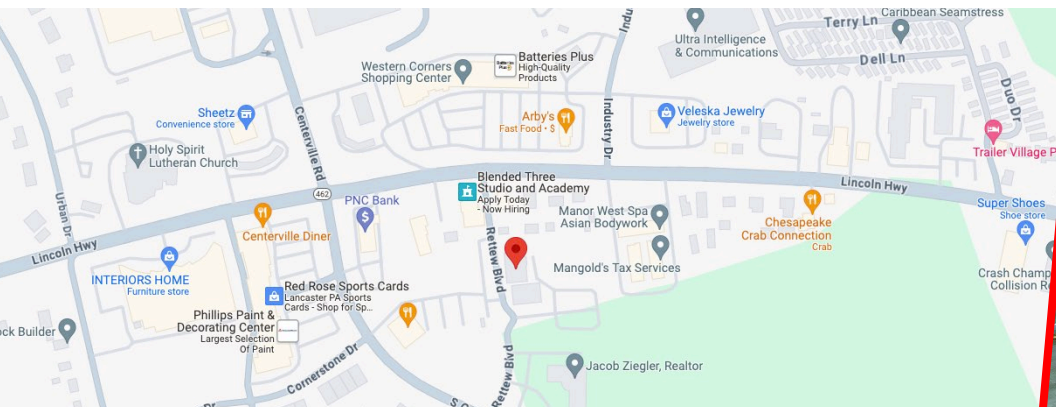 Caribbean Seamstress
Terry Ln
Indu
Ultra Intelligence
& Communications
Dell Ln
Batteries Plus
High-Quality
Products
Western Corners
Shopping Center
Duo Dr
Sheetz
Convenience store
Centerville Rd
Arby's
Fast Food • $
Industry Dr
Veleska Jewelry
Jewelry store
Holy Spirit
Lutheran Church
Trailer Village P
Blended Three
Studio and Academy
Apply Today
- Now Hiring
Lincoln Hwy
462
PNC Bank
Urban Dr
Super Shoes
Shoe store
Manor West Spa
Asian Bodywork
Chesapeake
Crab Connection
Crab
Centerville Diner
Lincoln Hwy
Rettew Blvd
INTERIORS HOME
Furniture store
Mangold's Tax Services
Crash Champ
Collision Re
Red Rose Sports Cards
Lancaster PA Sports
Cards - Shop for Sp...
Phillips Paint &
Decorating Center
Largest Selection
Of Paint
ock Builder
Cornerstone Dr
Jacob Ziegler, Realtor
Rettew Blvd
Dr
S C